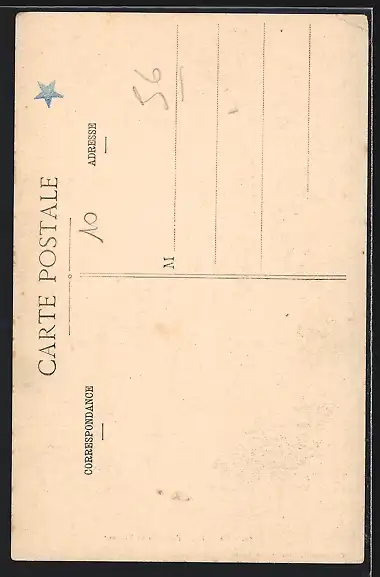 CARTE POSTALE
CORRESPONDANCE
ADRESSE
10
56
M